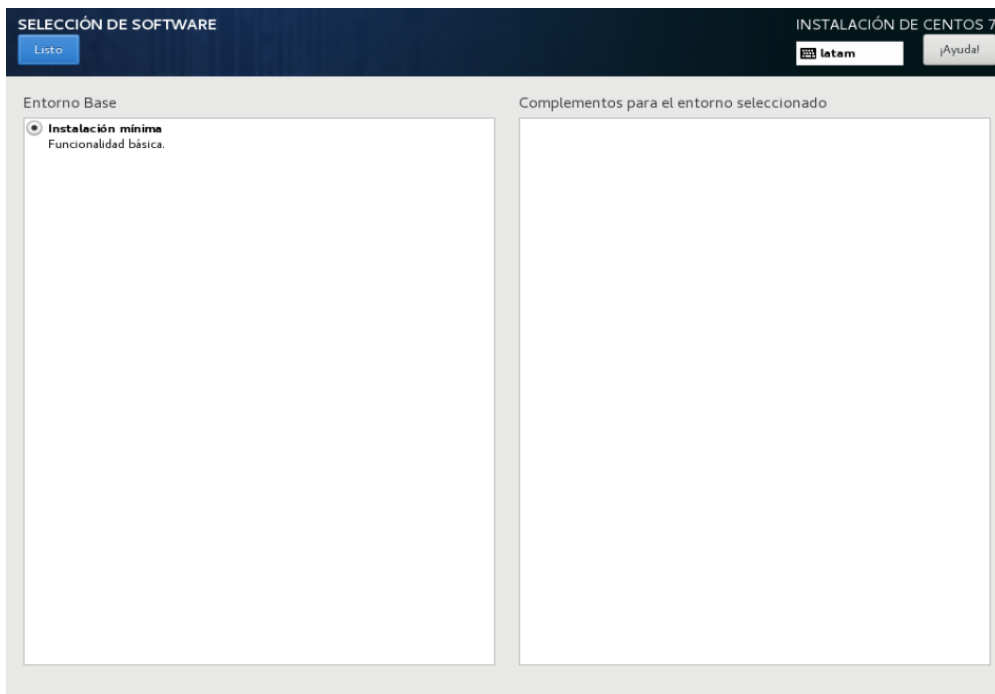 SELECCIÓN DE SOFTWARE
INSTALACIÓN DE CENTOS 7
Listo
latam
¡Ayuda!
Entorno Base
Complementos para el entorno seleccionado
Instalación mínima
Funcionalidad básica.